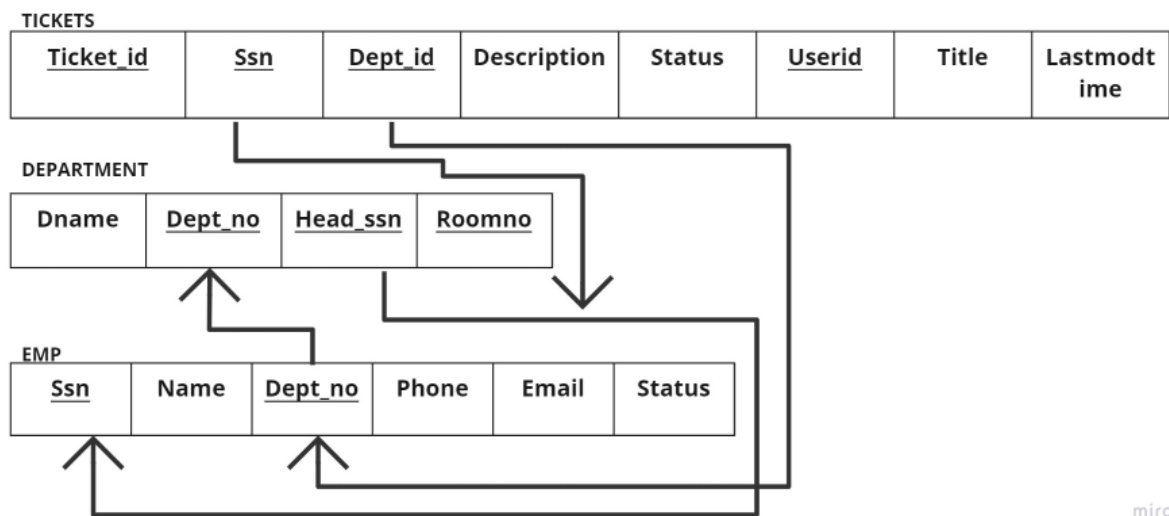 TICKETS
Ticket_id Ssn Dept_id Description Status Userid Title Lastmodt
ime
DEPARTMENT
Dname Dept_no Head_ssn Roomno
EMP
Ssn Name Dept_no Phone Email Status